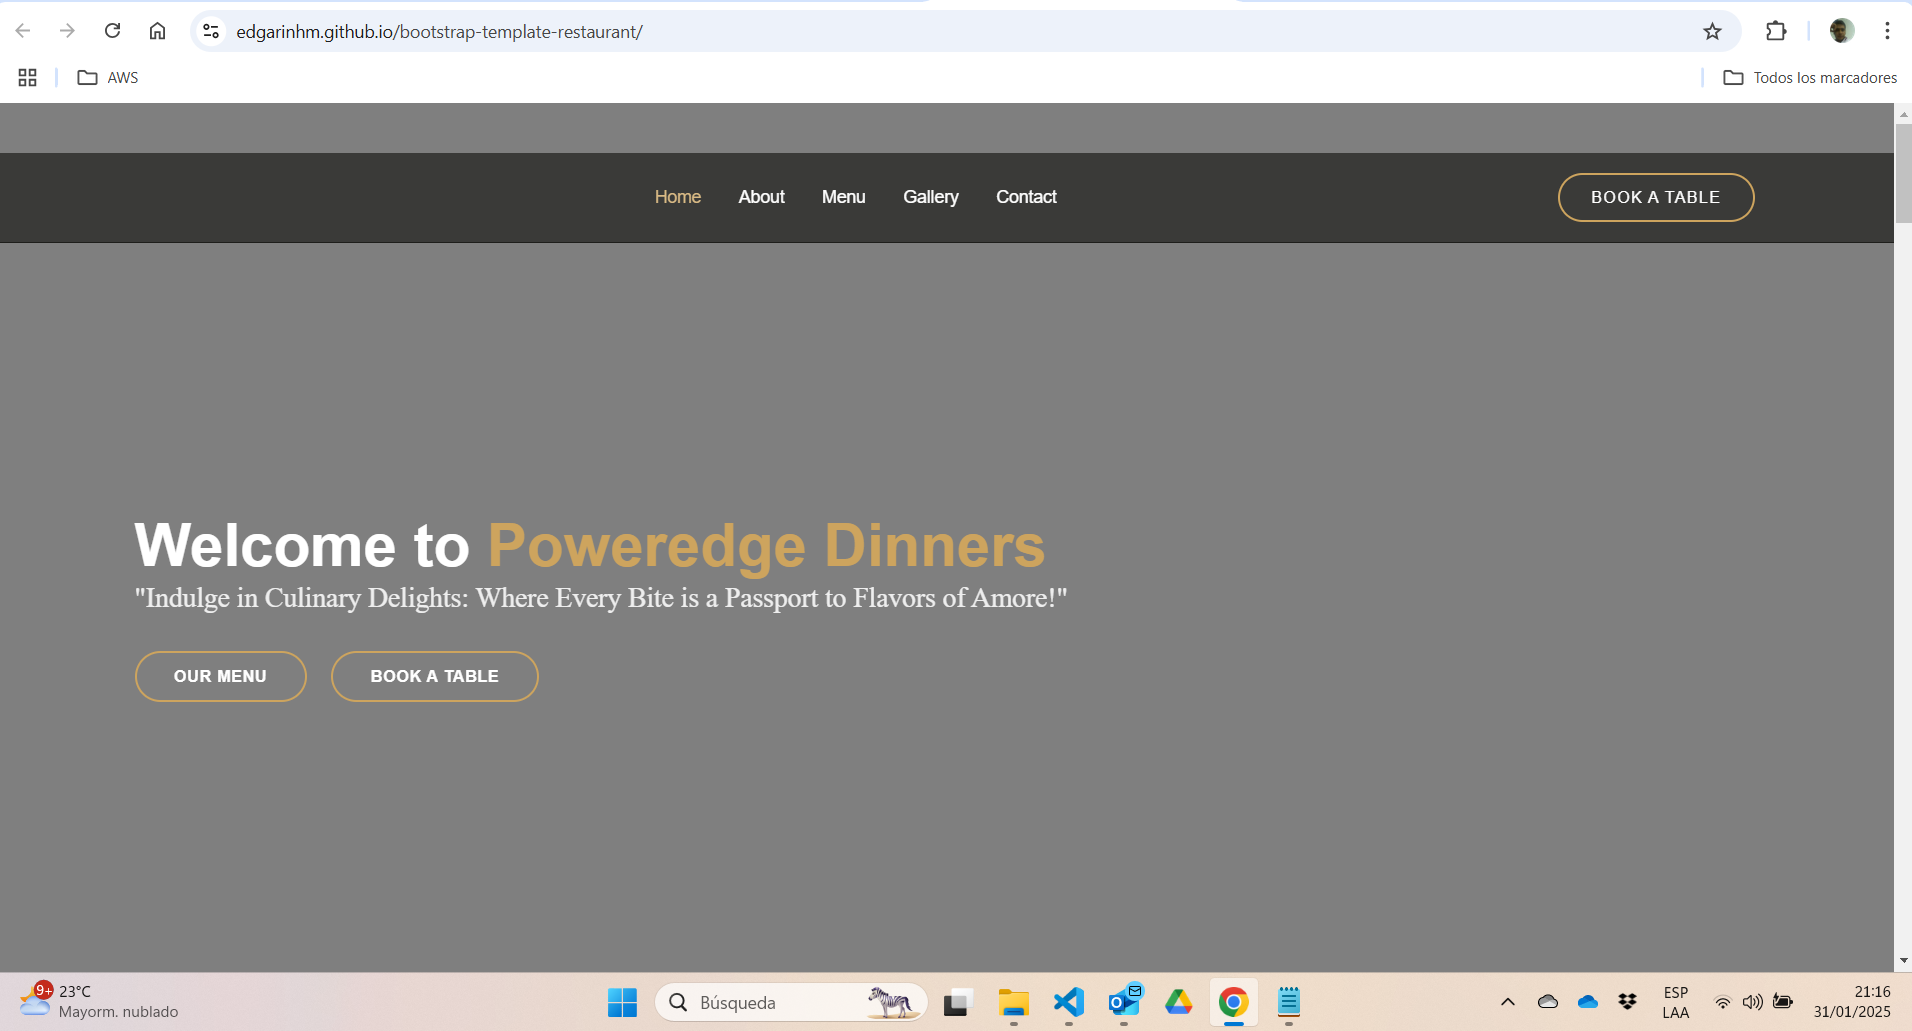 edgarinhm.github.io/bootstrap-template-restaurant/
AWS
Todos los marcadores
Home
About
Menu
Gallery
Contact
BOOK A TABLE
Welcome to Poweredge Dinners
"Indulge in Culinary Delights: Where Every Bite is a Passport to Flavors of Amore!"
OUR MENU
BOOK A TABLE
9+
23°C
Mayorm. nublado
Búsqueda
ESP
LAA
21:16
31/01/2025